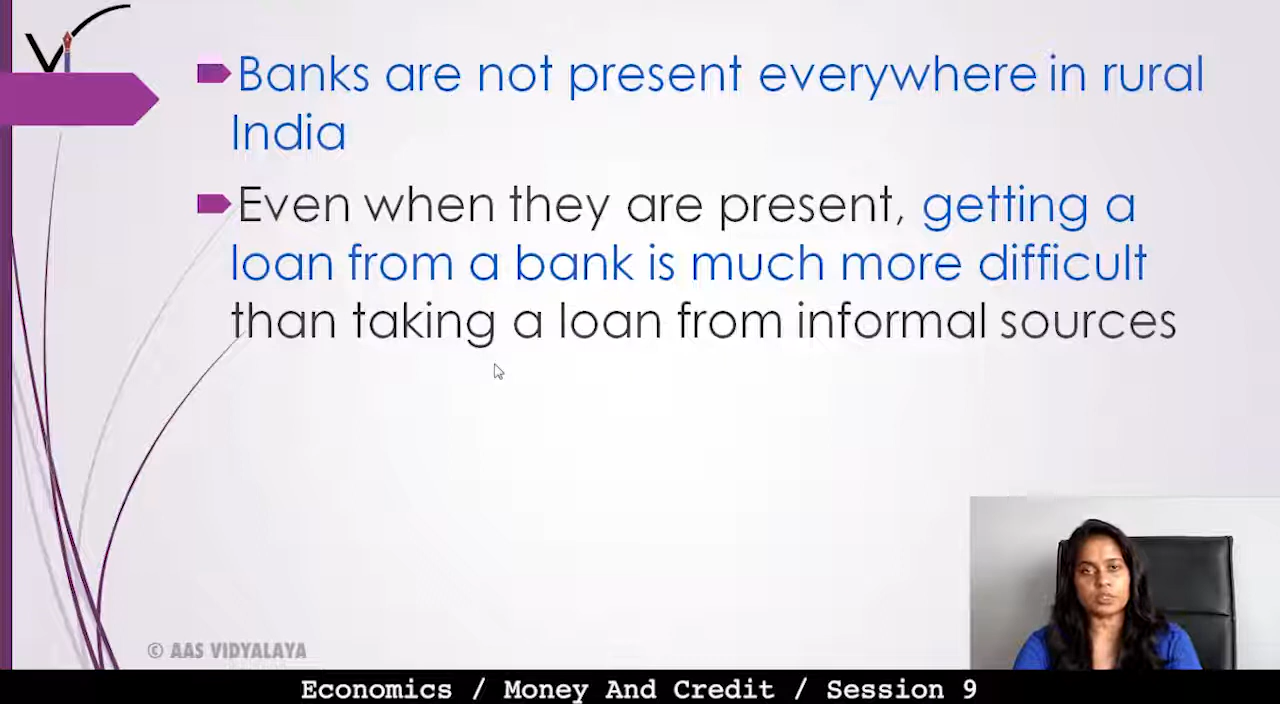 Banks are not present everywhere in rural
India
Even when they are present, getting a
loan from a bank is much more difficult
than taking a loan from informal sources
© AAS VIDYALAYA
Economics / Money And Credit / Session 9